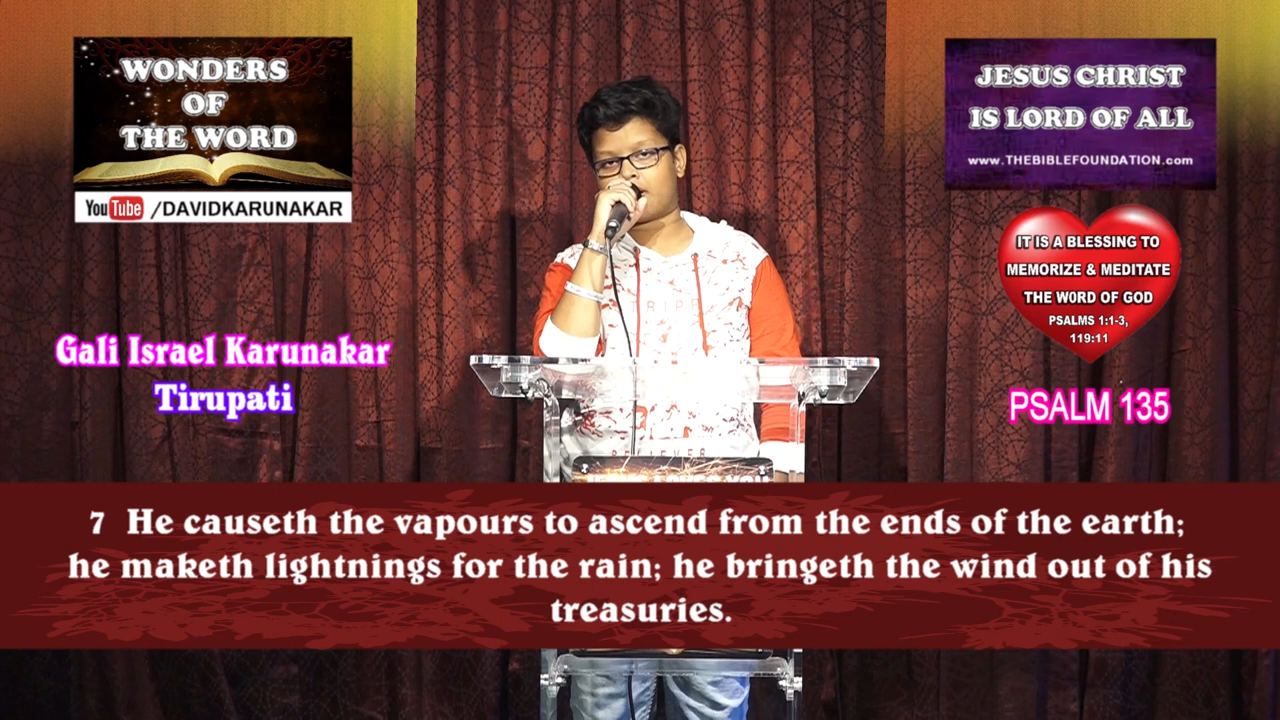 WONDERS
OF
THE WORD
YouTube /DAVIDKARUNAKAR
JESUS CHRIST
IS LORD OF ALL
www.THEBIBLEFOUNDATION.com
IT IS A BLESSING TO
MEMORIZE & MEDITATE
THE WORD OF GOD
PSALMS 1:1-3,
119:11
Gali Israel Karunakar
Tirupati
PSALM 135
BELIEVER
7 He causeth the vapours to ascend from the ends of the earth;
he maketh lightnings for the rain; he bringeth the wind out of his
treasuries.